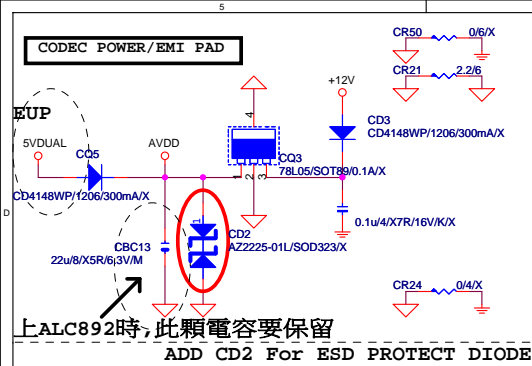 5
CODEC POWER/EMI PAD
CR50
0/6/X
CR21
2.2/6
+12V
4
EUP
5VDUAL
AVDD
CD3
CD4148WP/1206/300mA/X
CQ5
CQ3
1
2
3
78L05/SOT89/0.1A/X
CD4148WP/1206/300mA/X
D
1
CD2
AZ2225-01L/SOD323/X
0.1u/4/X7R/16V/K/X
CBC13
22u/8/X5R/6.3V/M
CR24
0/4/X
上ALC892時,此顆電容要保留
ADD CD2 For ESD PROTECT DIODE